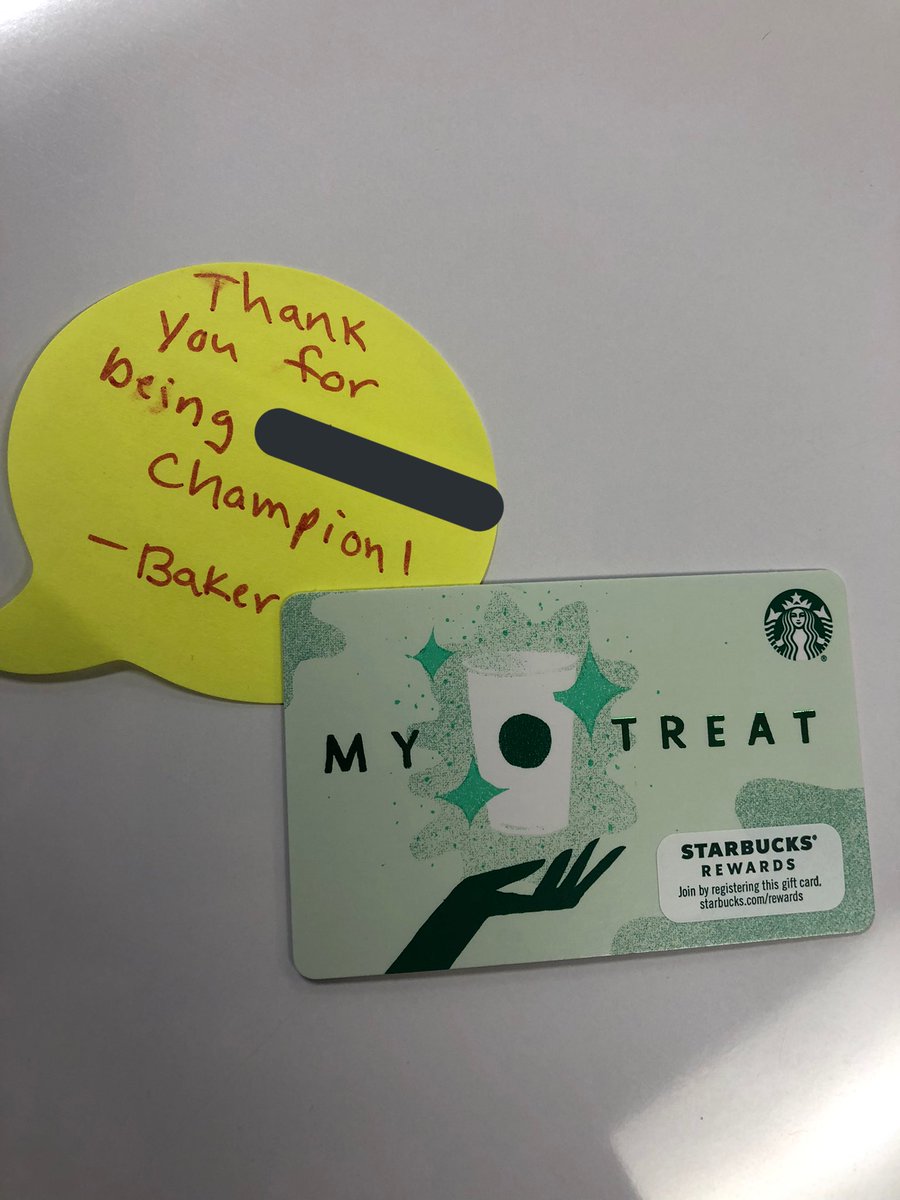 Thank
you for
being
Champion!
-Baker
MY TREAT
STARBUCKS®
REWARDS
Join by registering this gift card.
starbucks.com/rewards